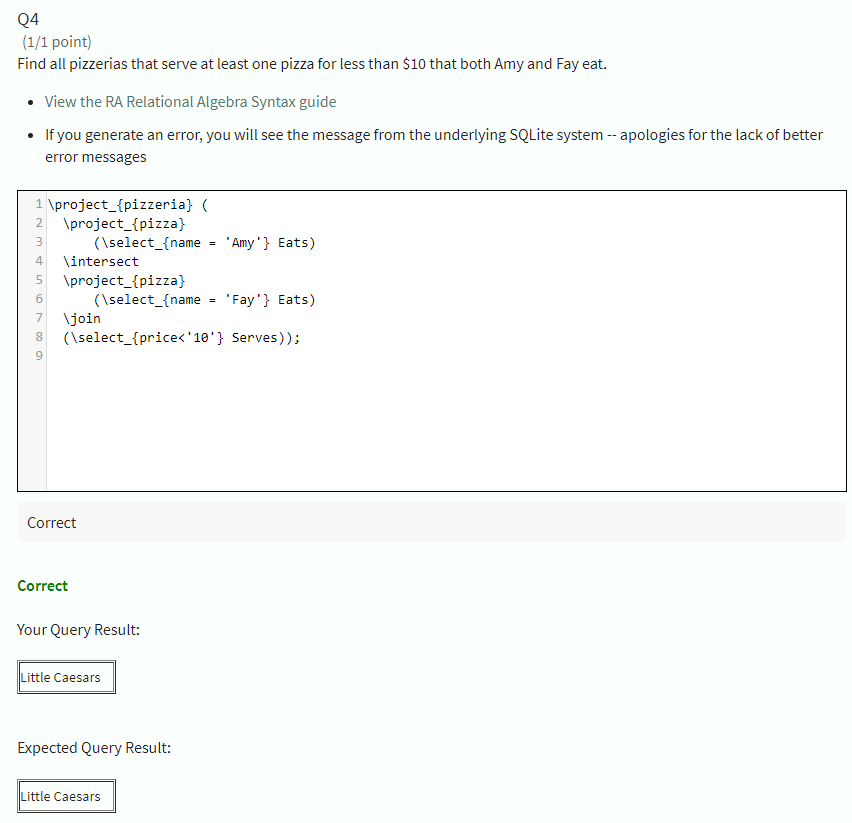 Q4
(1/1 point)
Find all pizzerias that serve at least one pizza for less than $10 that both Amy and Fay eat.
• View the RA Relational Algebra Syntax guide
• If you generate an error, you will see the message from the underlying SQLite system -- apologies for the lack of better
error messages
1 \project_{pizzeria} (
2   \project_{pizza}
3       (\select_{name = 'Amy'} Eats)
4   \intersect
5   \project_{pizza}
6       (\select_{name = 'Fay'} Eats)
7   \join
8   (\select_{price<'10'} Serves));
9
Correct
Correct
Your Query Result:
Little Caesars
Expected Query Result:
Little Caesars